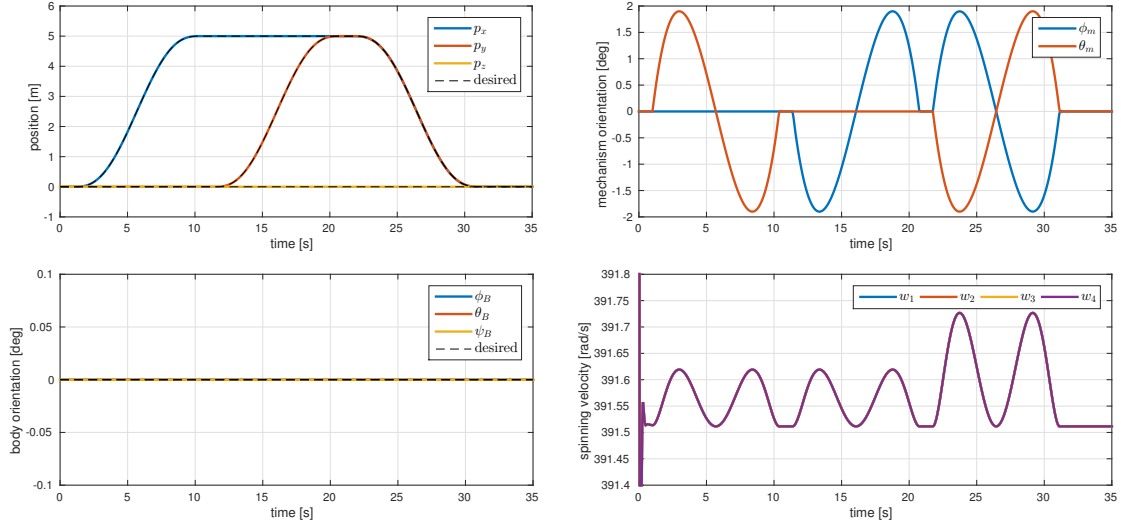 6
5
4
3
2
1
0
-1
position [m]
p_x
p_y
p_z
desired
0 5 10 15 20 25 30 35
time [s]
2
1.5
1
0.5
0
-0.5
-1
-1.5
-2
mechanism orientation [deg]
ϕ_m
θ_m
0 5 10 15 20 25 30 35
time [s]
0.1
0.05
0
-0.05
-0.1
body orientation [deg]
ϕ_B
θ_B
ψ_B
desired
0 5 10 15 20 25 30 35
time [s]
391.8
391.75
391.7
391.65
391.6
391.55
391.5
391.45
391.4
spinning velocity [rad/s]
w_1 w_2 w_3 w_4
0 5 10 15 20 25 30 35
time [s]